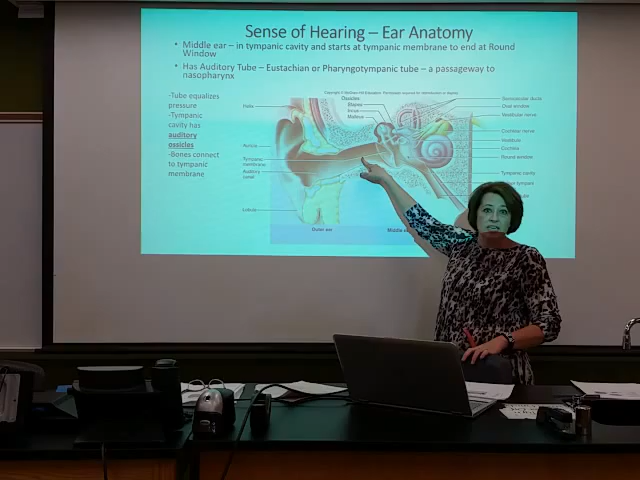 Sense of Hearing – Ear Anatomy
• Middle ear – in tympanic cavity and starts at tympanic membrane to end at Round
Window
• Has Auditory Tube – Eustachian or Pharyngotympanic tube – a passageway to
nasopharynx
-Tube equalizes
pressure
-Tympanic
cavity has
auditory
ossicles
-Bones connect
to tympanic
membrane
Ossicles:
Stapes
Incus
Malleus
Helix
Auricle
Tympanic
membrane
Auditory
canal
Lobule
Semicircular ducts
Oval window
Vestibular nerve
Cochlear nerve
Vestibule
Cochlea
Round window
Tympanic cavity
Outer ear
Middle